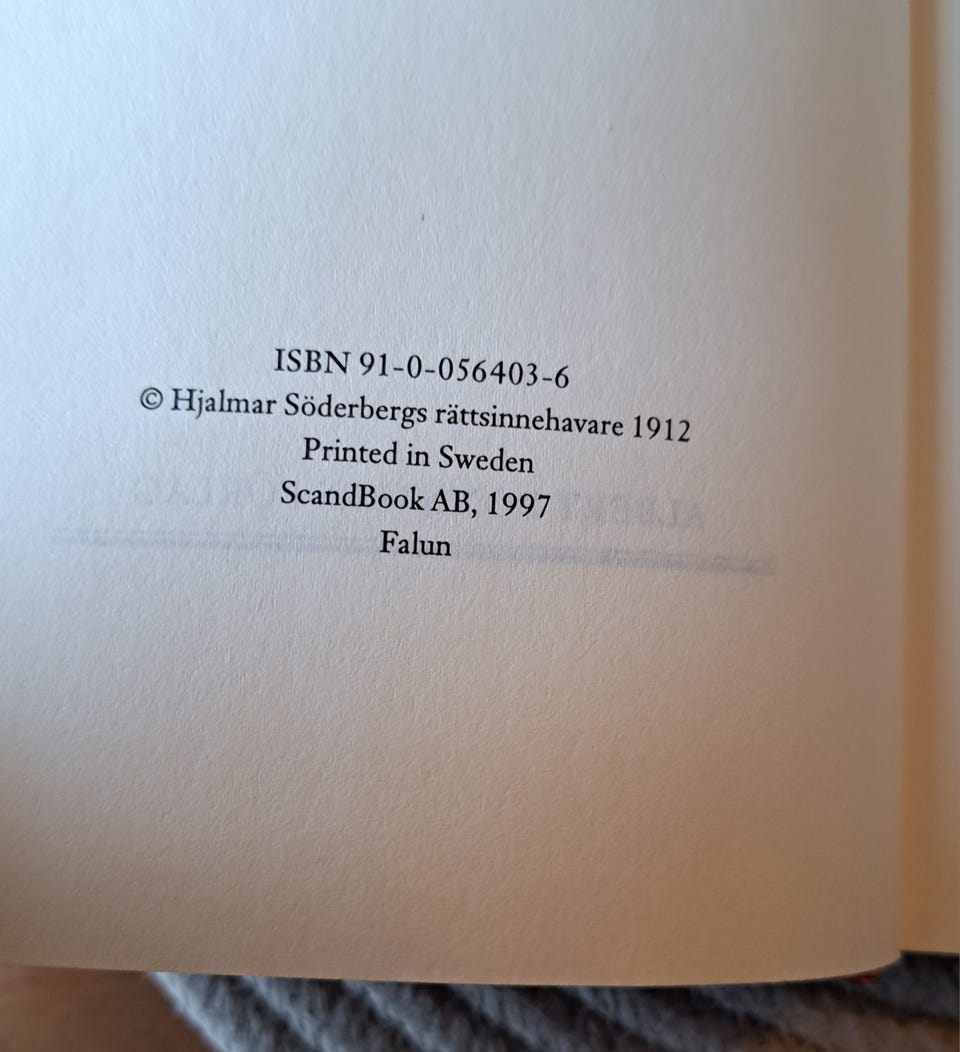 ISBN 91-0-056403-6
© Hjalmar Söderbergs rättsinnehavare 1912
Printed in Sweden
ScandBook AB, 1997
Falun